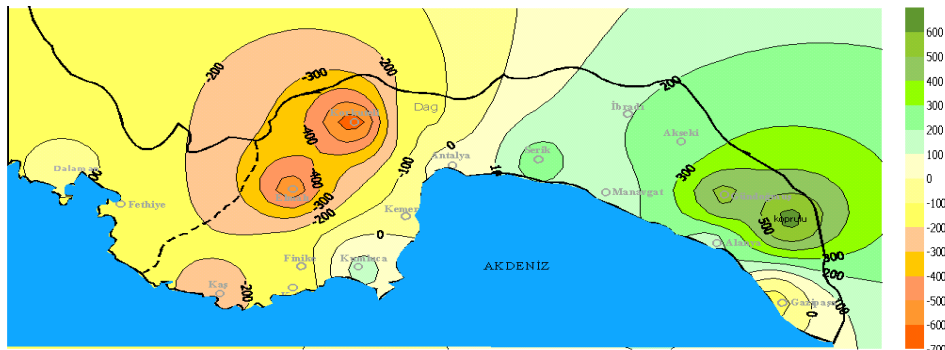 -200
-300
-200
600
500
400
300
200
100
0
-100
-200
-300
-400
-500
-600
-700
200
Dag
İbradı
Akseki
-400
0
Antalya
Serik
-100
300
Dalaman
-400
-300
-200
Fethiye
Kemer
Manavgat
500
köprülü
0
Alanya
300
200
Finike
Kumluca
AKDENİZ
Kaş
-200
Gazipaşa
0
100